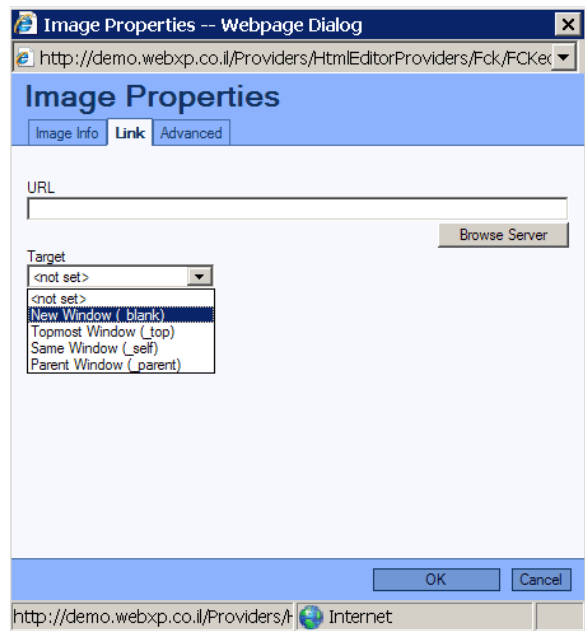 Image Properties -- Webpage Dialog
http://demo.webxp.co.il/Providers/HtmlEditorProviders/Fck/FCKec
Image Properties
Image Info Link Advanced
URL
Browse Server
Target
<not set>
<not set>
New Window (_blank)
Topmost Window (_top)
Same Window (_self)
Parent Window (_parent)
OK Cancel
http://demo.webxp.co.il/Providers/H Internet